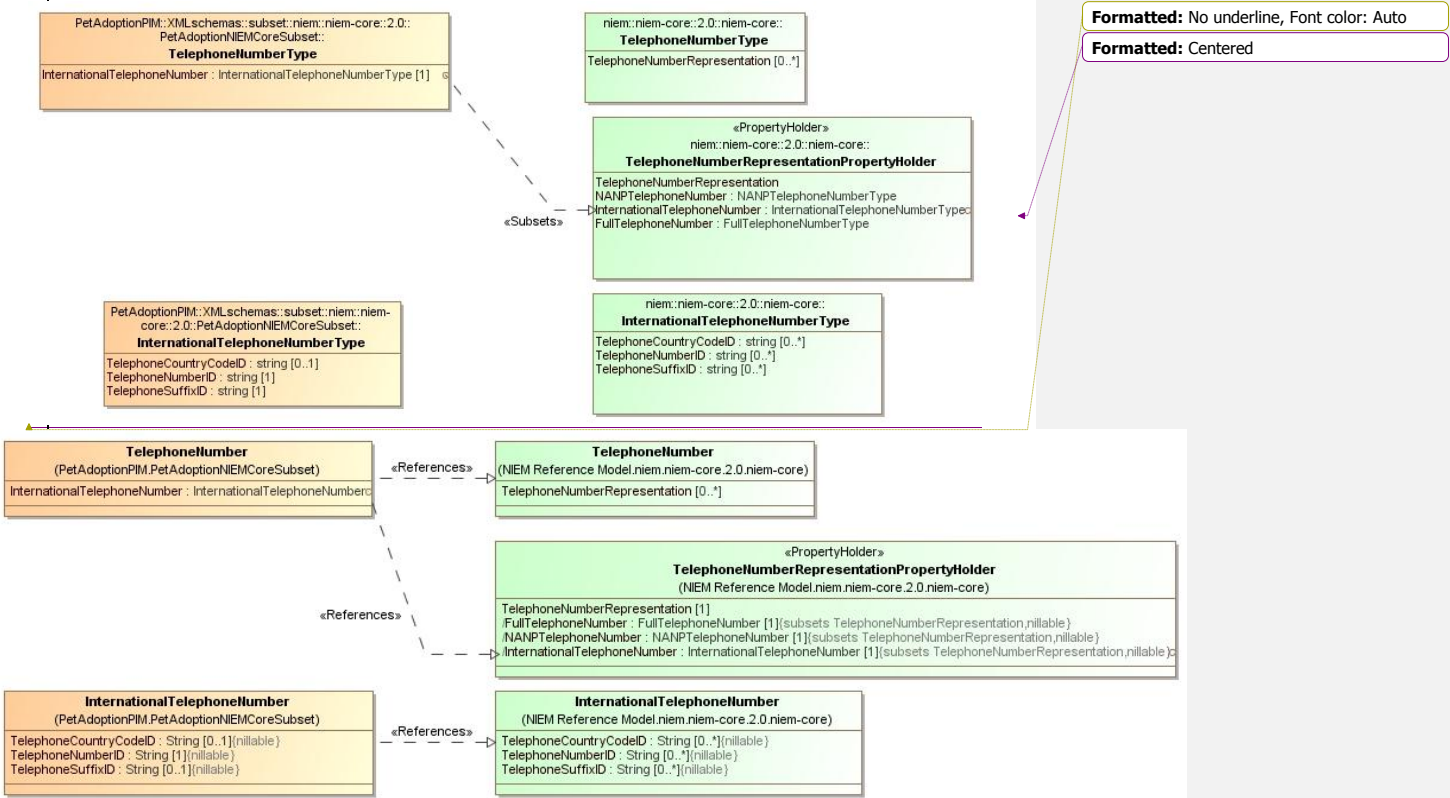 PetAdoptionPIM::XMLschemas::subset::niem::niem-core::2.0::
PetAdoptionNIEMCoreSubset::
TelephoneNumberType
InternationalTelephoneNumber : InternationalTelephoneNumberType [1]
niem::niem-core::2.0::niem-core::
TelephoneNumberType
TelephoneNumberRepresentation [0..*]
Formatted: No underline, Font color: Auto
Formatted: Centered
«PropertyHolder»
niem::niem-core::2.0::niem-core::
TelephoneNumberRepresentationPropertyHolder
TelephoneNumberRepresentation
NANPTelephoneNumber : NANPTelephoneNumberType
InternationalTelephoneNumber : InternationalTelephoneNumberType
FullTelephoneNumber : FullTelephoneNumberType
«Subsets»
PetAdoptionPIM::XMLschemas::subset::niem::niem-
core::2.0::PetAdoptionNIEMCoreSubset::
InternationalTelephoneNumberType
TelephoneCountryCodeID : string [0..1]
TelephoneNumberID : string [1]
TelephoneSuffixID : string [1]
niem::niem-core::2.0::niem-core::
InternationalTelephoneNumberType
TelephoneCountryCodeID : string [0..*]
TelephoneNumberID : string [0..*]
TelephoneSuffixID : string [0..*]
TelephoneNumber
(PetAdoptionPIM.PetAdoptionNIEMCoreSubset)
InternationalTelephoneNumber : InternationalTelephoneNumber
«References»
TelephoneNumber
(NIEM Reference Model.niem.niem-core.2.0.niem-core)
TelephoneNumberRepresentation [0..*]
«PropertyHolder»
TelephoneNumberRepresentationPropertyHolder
(NIEM Reference Model.niem.niem-core.2.0.niem-core)
TelephoneNumberRepresentation [1]
/FullTelephoneNumber : FullTelephoneNumber [1]{subsets TelephoneNumberRepresentation,nillable}
/NANPTelephoneNumber : NANPTelephoneNumber [1]{subsets TelephoneNumberRepresentation,nillable}
/InternationalTelephoneNumber : InternationalTelephoneNumber [1]{subsets TelephoneNumberRepresentation,nillable}
«References»
InternationalTelephoneNumber
(PetAdoptionPIM.PetAdoptionNIEMCoreSubset)
TelephoneCountryCodeID : String [0..1]{nillable}
TelephoneNumberID : String [1]{nillable}
TelephoneSuffixID : String [0..1]{nillable}
«References»
InternationalTelephoneNumber
(NIEM Reference Model.niem.niem-core.2.0.niem-core)
TelephoneCountryCodeID : String [0..*]{nillable}
TelephoneNumberID : String [0..*]{nillable}
TelephoneSuffixID : String [0..*]{nillable}